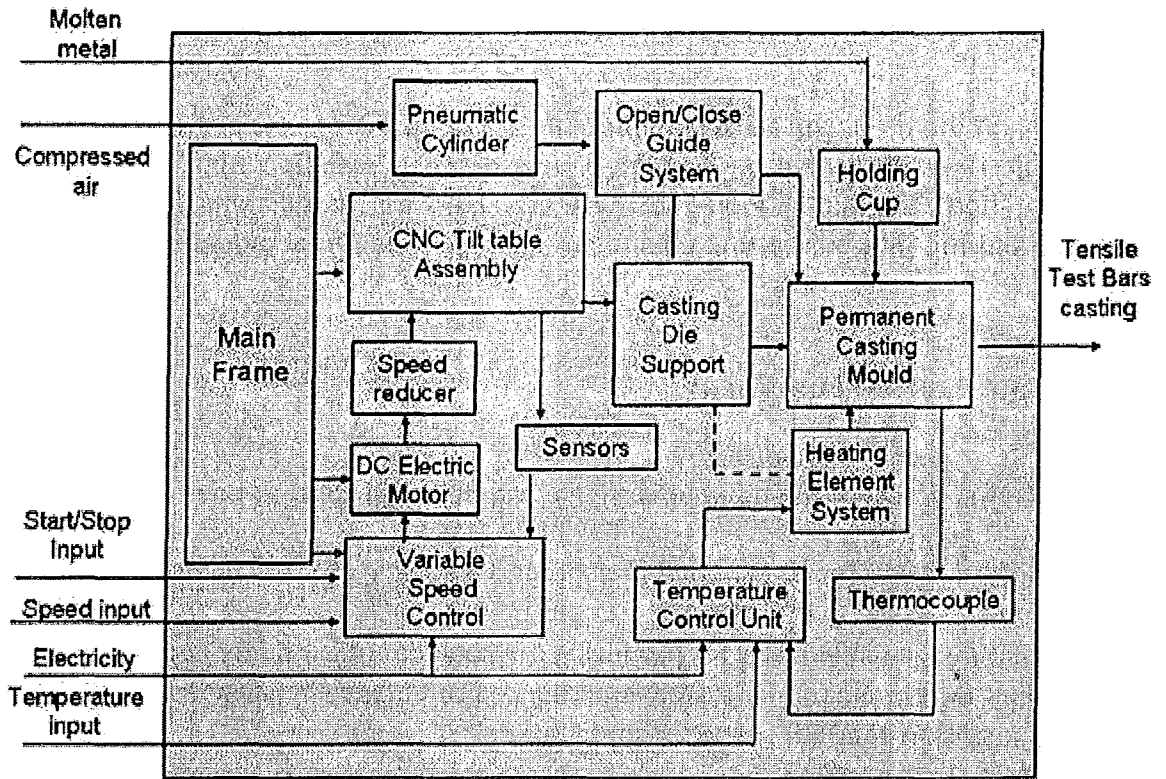 Molten
metal
Compressed
air
Pneumatic
Cylinder
Open/Close
Guide
System
Holding
Cup
CNC Tilt table
Assembly
Main
Frame
Casting
Die
Support
Permanent
Casting
Mould
Tensile
Test Bars
casting
Speed
reducer
Sensors
DC Electric
Motor
Heating
Element
System
Start/Stop
Input
Variable
Speed
Control
Temperature
Control Unit
Thermocouple
Speed input
Electricity
Temperature
input